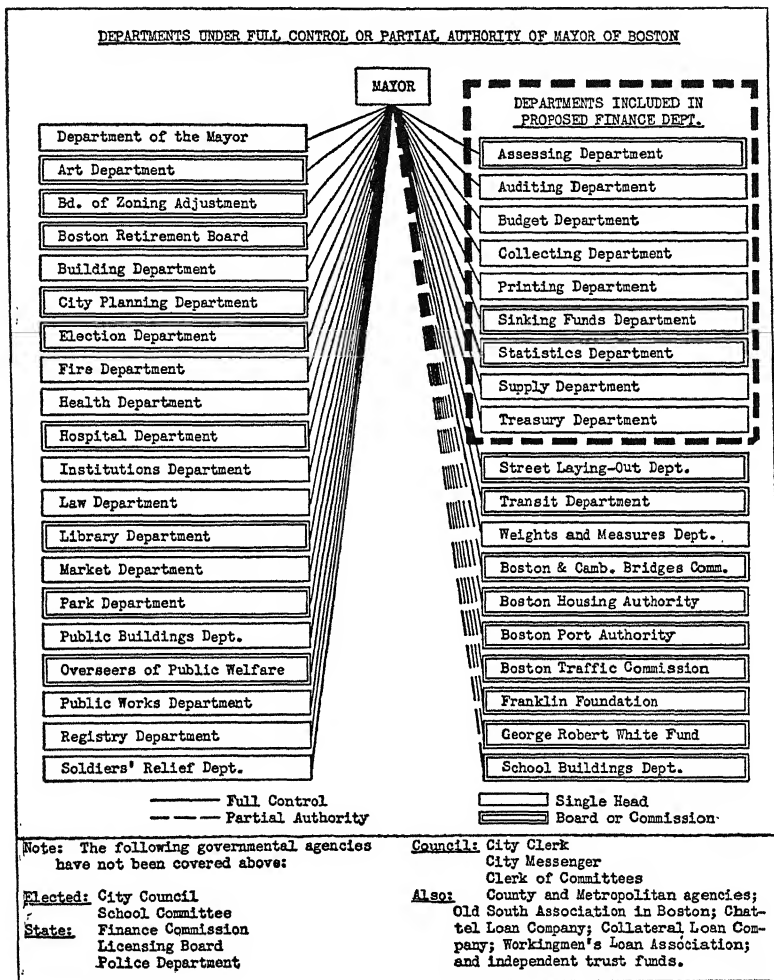 DEPARTMENTS UNDER FULL CONTROL OR PARTIAL AUTHORITY OF MAYOR OF BOSTON
MAYOR
Department of the Mayor
Art Department
Bd. of Zoning Adjustment
Boston Retirement Board
Building Department
City Planning Department
Election Department
Fire Department
Health Department
Hospital Department
Institutions Department
Law Department
Library Department
Market Department
Park Department
Public Buildings Dept.
Overseers of Public Welfare
Public Works Department
Registry Department
Soldiers' Relief Dept.
DEPARTMENTS INCLUDED IN
PROPOSED FINANCE DEPT.
Assessing Department
Auditing Department
Budget Department
Collecting Department
Printing Department
Sinking Funds Department
Statistics Department
Supply Department
Treasury Department
Street Laying-Out Dept.
Transit Department
Weights and Measures Dept.
Boston & Camb. Bridges Comm.
Boston Housing Authority
Boston Port Authority
Boston Traffic Commission
Franklin Foundation
George Robert White Fund
School Buildings Dept.
Full Control
Partial Authority
Single Head
Board or Commission
Note: The following governmental agencies
have not been covered above:
Elected: City Council
School Committee
State: Finance Commission
Licensing Board
Police Department
Council: City Clerk
City Messenger
Clerk of Committees
Also: County and Metropolitan agencies;
Old South Association in Boston; Chat-
tel Loan Company; Collateral Loan Com-
pany; Workingmen's Loan Association;
and independent trust funds.